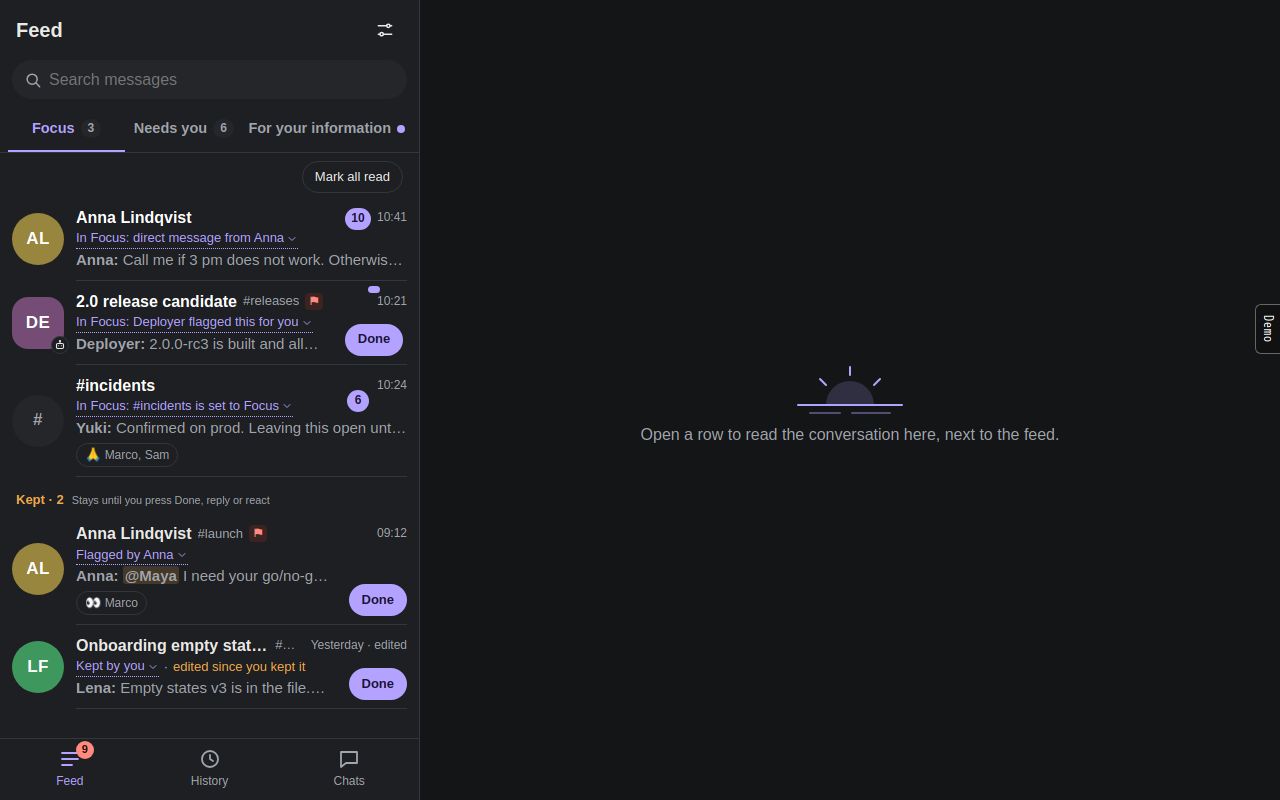 Feed
Search messages
Focus 3 Needs you 6 For your information
Mark all read
AL Anna Lindqvist 10 10:41
In Focus: direct message from Anna
Anna: Call me if 3 pm does not work. Otherwis…
DE 2.0 release candidate #releases 10:21
In Focus: Deployer flagged this for you
Deployer: 2.0.0-rc3 is built and all… Done
# #incidents 6 10:24
In Focus: #incidents is set to Focus
Yuki: Confirmed on prod. Leaving this open unt…
🙏 Marco, Sam
Kept · 2 Stays until you press Done, reply or react
AL Anna Lindqvist #launch 09:12
Flagged by Anna
Anna: @Maya I need your go/no-g…
👀 Marco Done
LF Onboarding empty stat… #… Yesterday · edited
Kept by you · edited since you kept it
Lena: Empty states v3 is in the file.… Done
9
Feed History Chats
Open a row to read the conversation here, next to the feed.
Demo